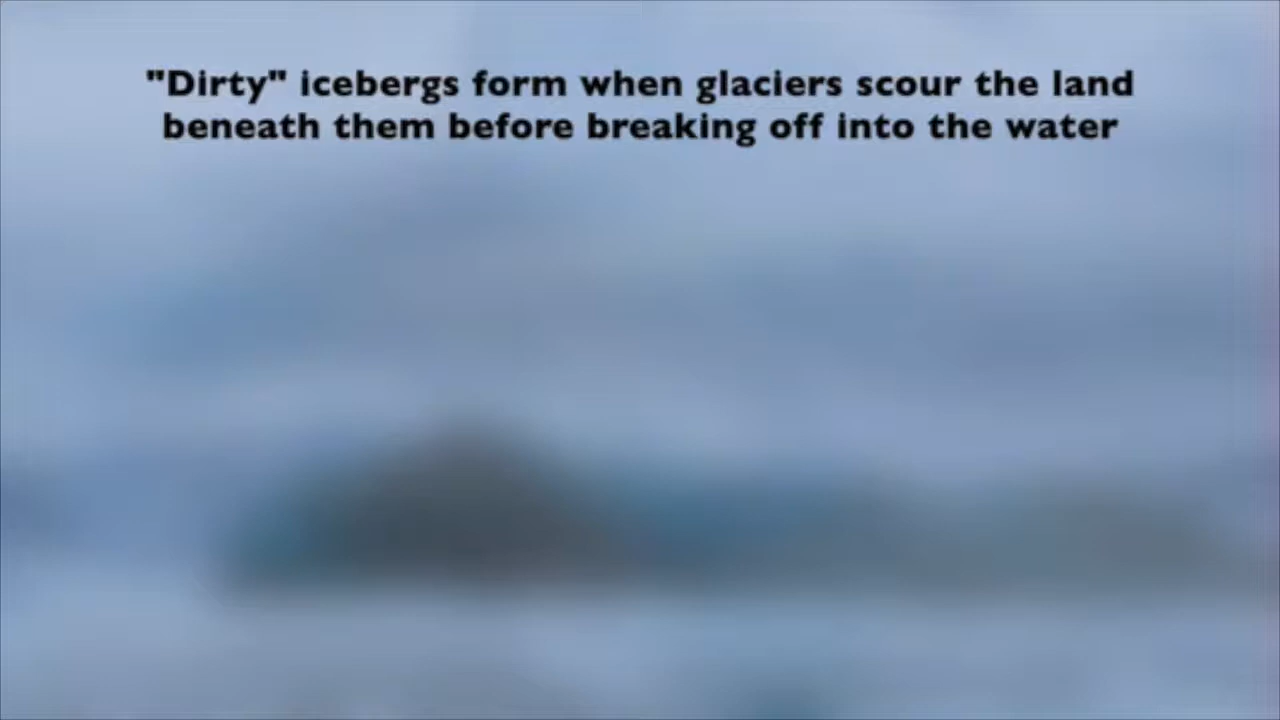 "Dirty" icebergs form when glaciers scour the land
beneath them before breaking off into the water